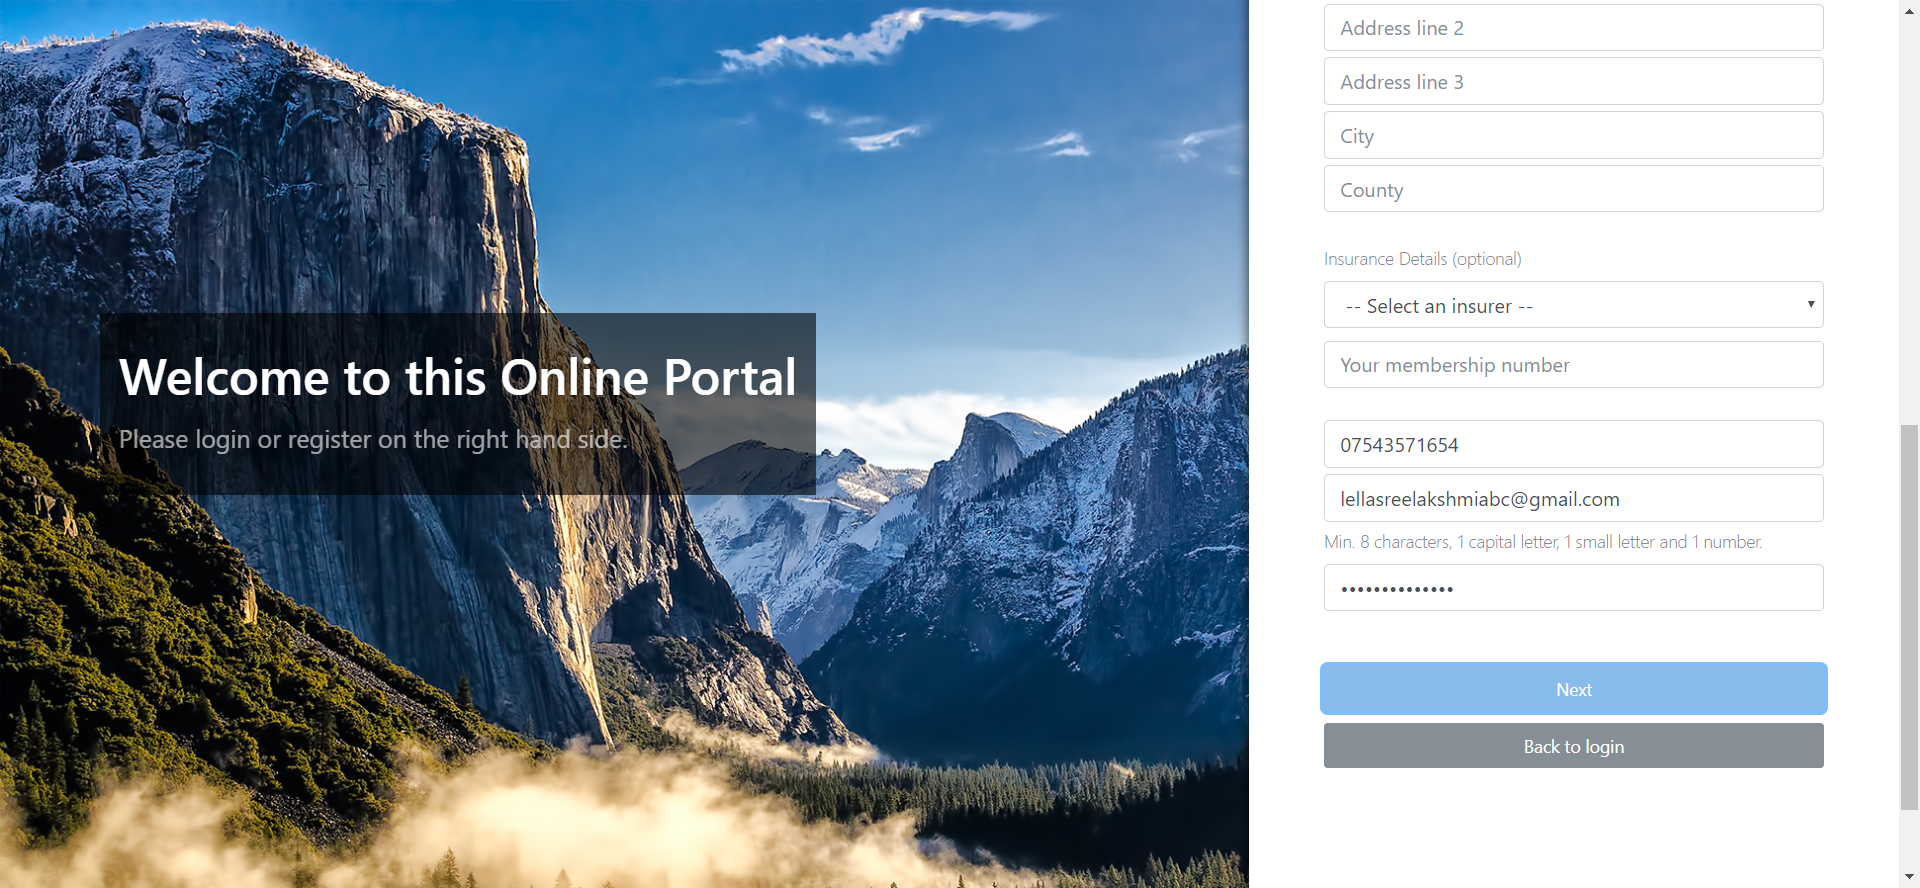 Welcome to this Online Portal
Please login or register on the right hand side.
Address line 2
Address line 3
City
County
Insurance Details (optional)
-- Select an insurer --
Your membership number
07543571654
lellasreelakshmiabc@gmail.com
Min. 8 characters, 1 capital letter, 1 small letter and 1 number.
••••••••••••••
Next
Back to login